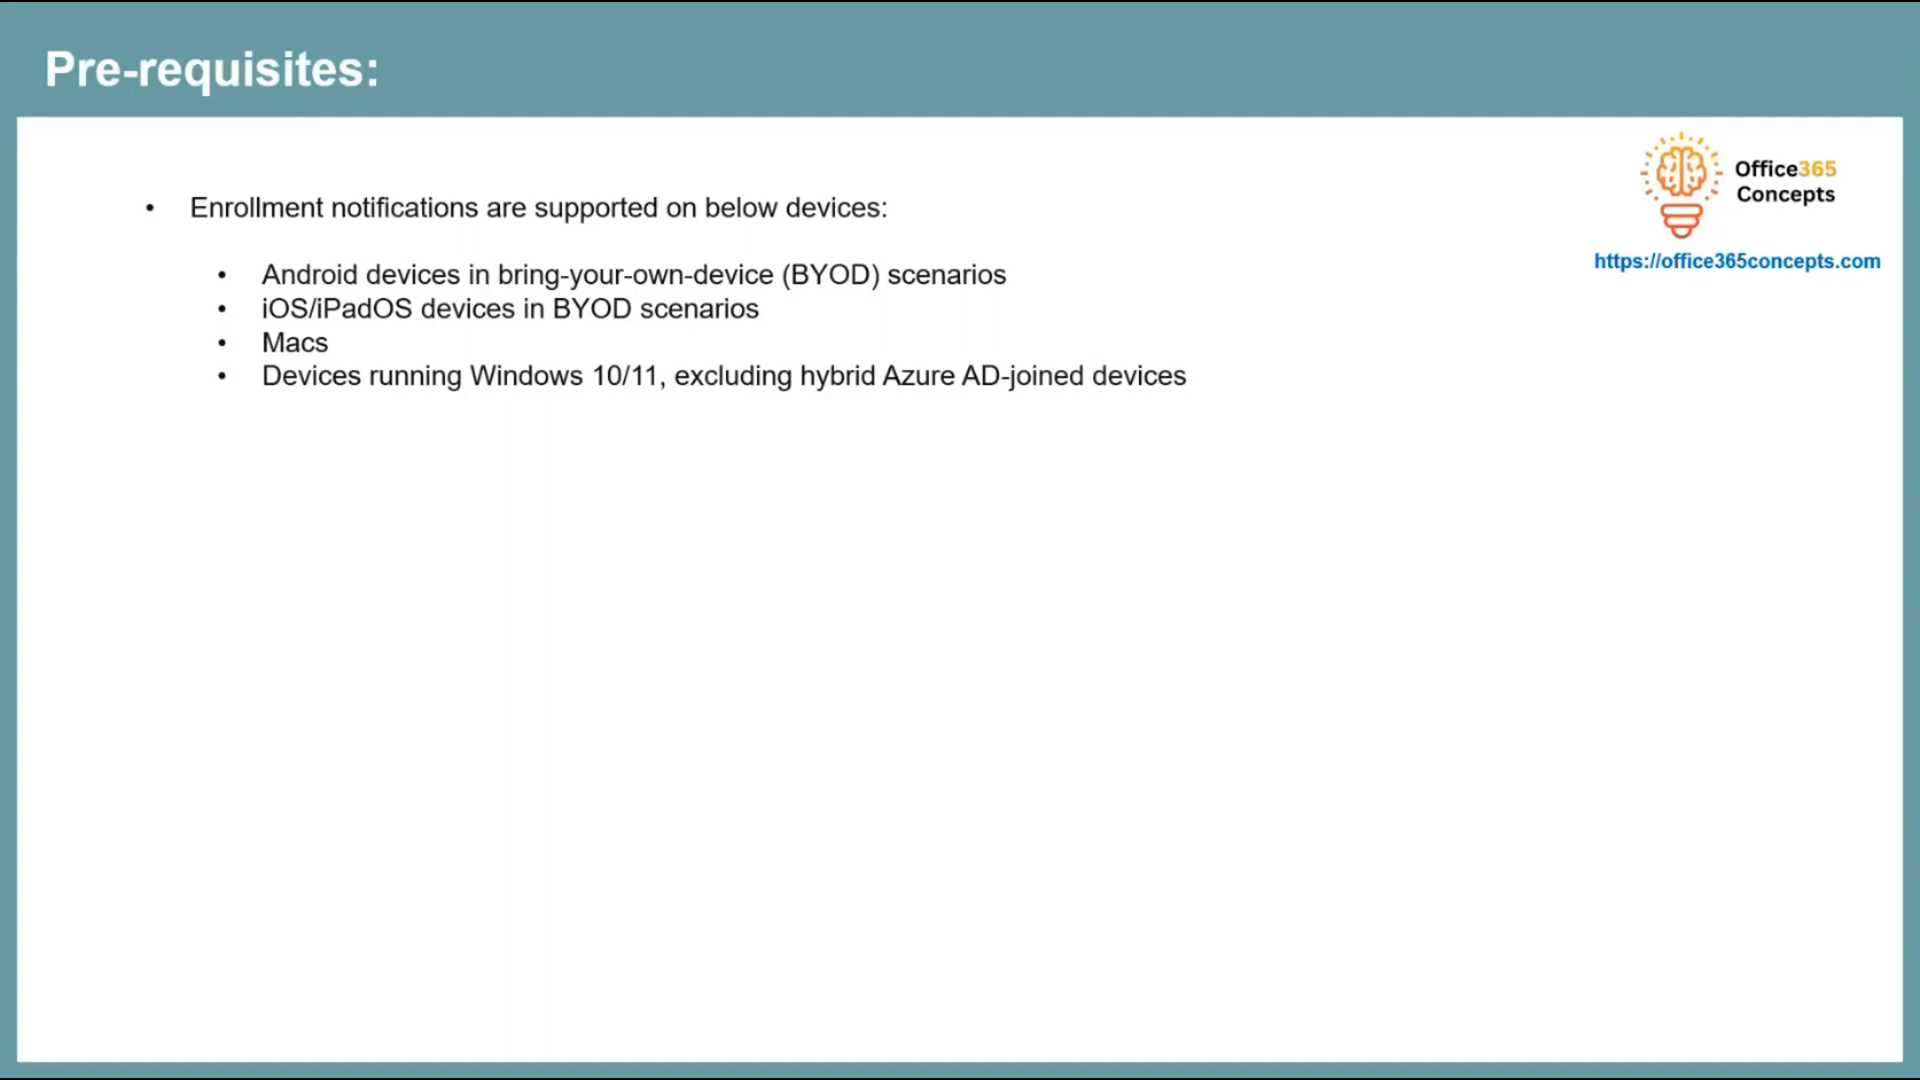 Pre-requisites:
Office365
Concepts
https://office365concepts.com
• Enrollment notifications are supported on below devices:
• Android devices in bring-your-own-device (BYOD) scenarios
• iOS/iPadOS devices in BYOD scenarios
• Macs
• Devices running Windows 10/11, excluding hybrid Azure AD-joined devices